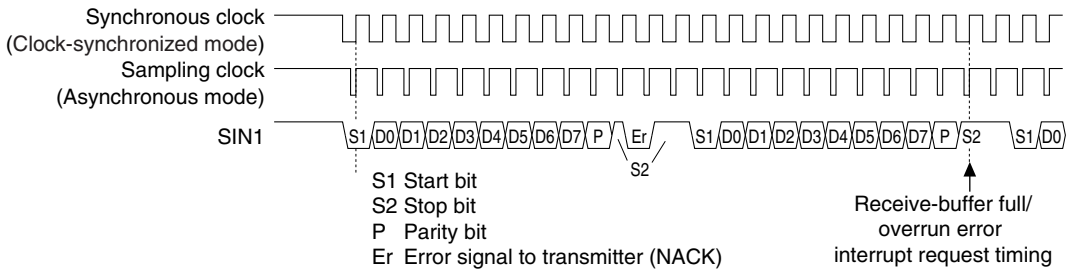 Synchronous clock
(Clock-synchronized mode)
Sampling clock
(Asynchronous mode)
SIN1 S1 D0 D1 D2 D3 D4 D5 D6 D7 P Er S1 D0 D1 D2 D3 D4 D5 D6 D7 P S2 S1 D0
S2
S1 Start bit
S2 Stop bit
P Parity bit
Er Error signal to transmitter (NACK)
Receive-buffer full/
overrun error
interrupt request timing